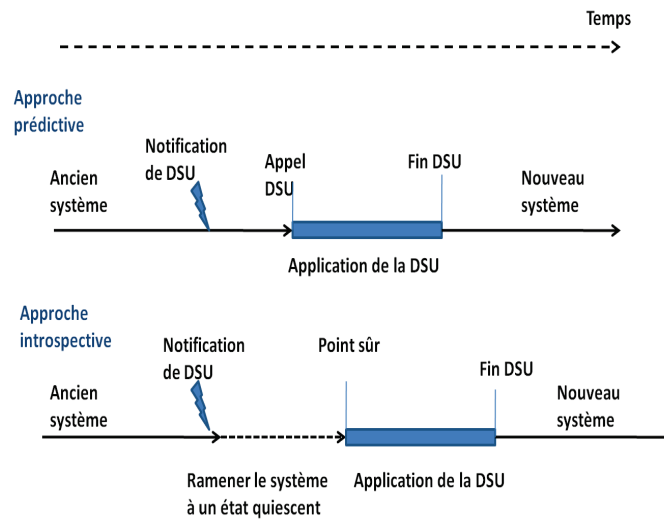 Temps
Approche
prédictive
Notification
de DSU
Appel
DSU
Fin DSU
Ancien
système
Nouveau
système
Application de la DSU
Approche
introspective
Notification
de DSU
Point sûr
Fin DSU
Ancien
système
Nouveau
système
Ramener le système
à un état quiescent
Application de la DSU